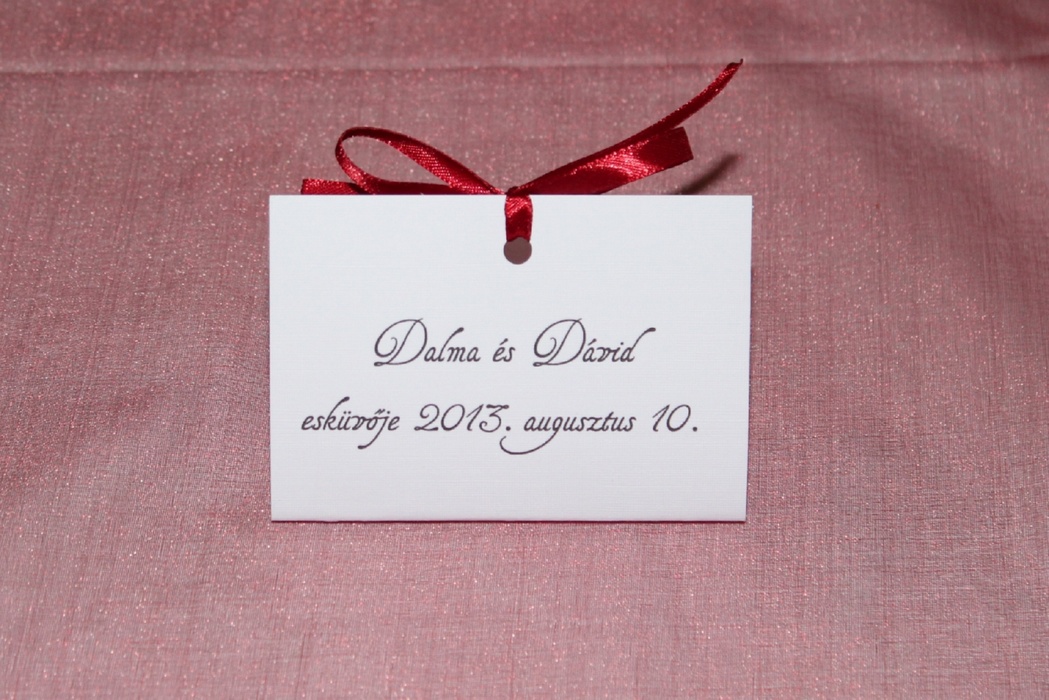 Dalma és Dávid
esküvője 2013. augusztus 10.